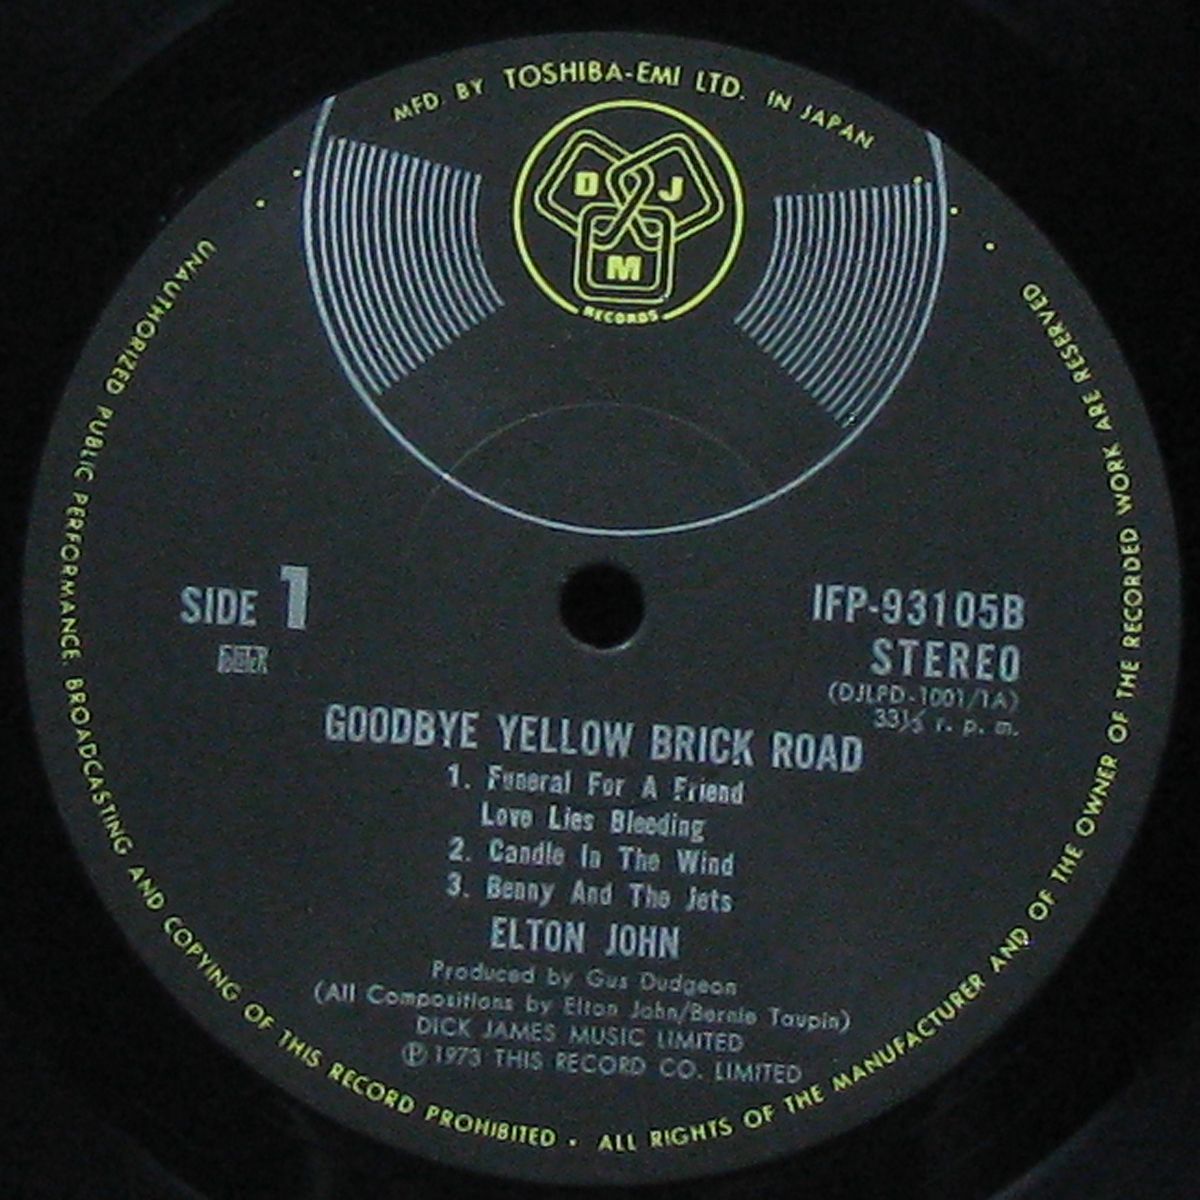 MFD BY TOSHIBA-EMI LTD. IN JAPAN
D J
M
RECORDS
SIDE 1
IFP-93105B
STEREO
(DJLPD-1001/1A)
33⅓ r. p. m.
GOODBYE YELLOW BRICK ROAD
1. Funeral For A Friend
Love Lies Bleeding
2. Candle In The Wind
3. Benny And The Jets
ELTON JOHN
Produced by Gus Dudgeon
(All Compositions by Elton John/Bernie Taupin)
DICK JAMES MUSIC LIMITED
Ⓟ 1973 THIS RECORD CO. LIMITED
UNAUTHORIZED PUBLIC PERFORMANCE. BROADCASTING AND COPYING OF THIS RECORD PROHIBITED · ALL RIGHTS OF THE MANUFACTURER AND OF THE OWNER OF THE RECORDED WORK ARE RESERVED